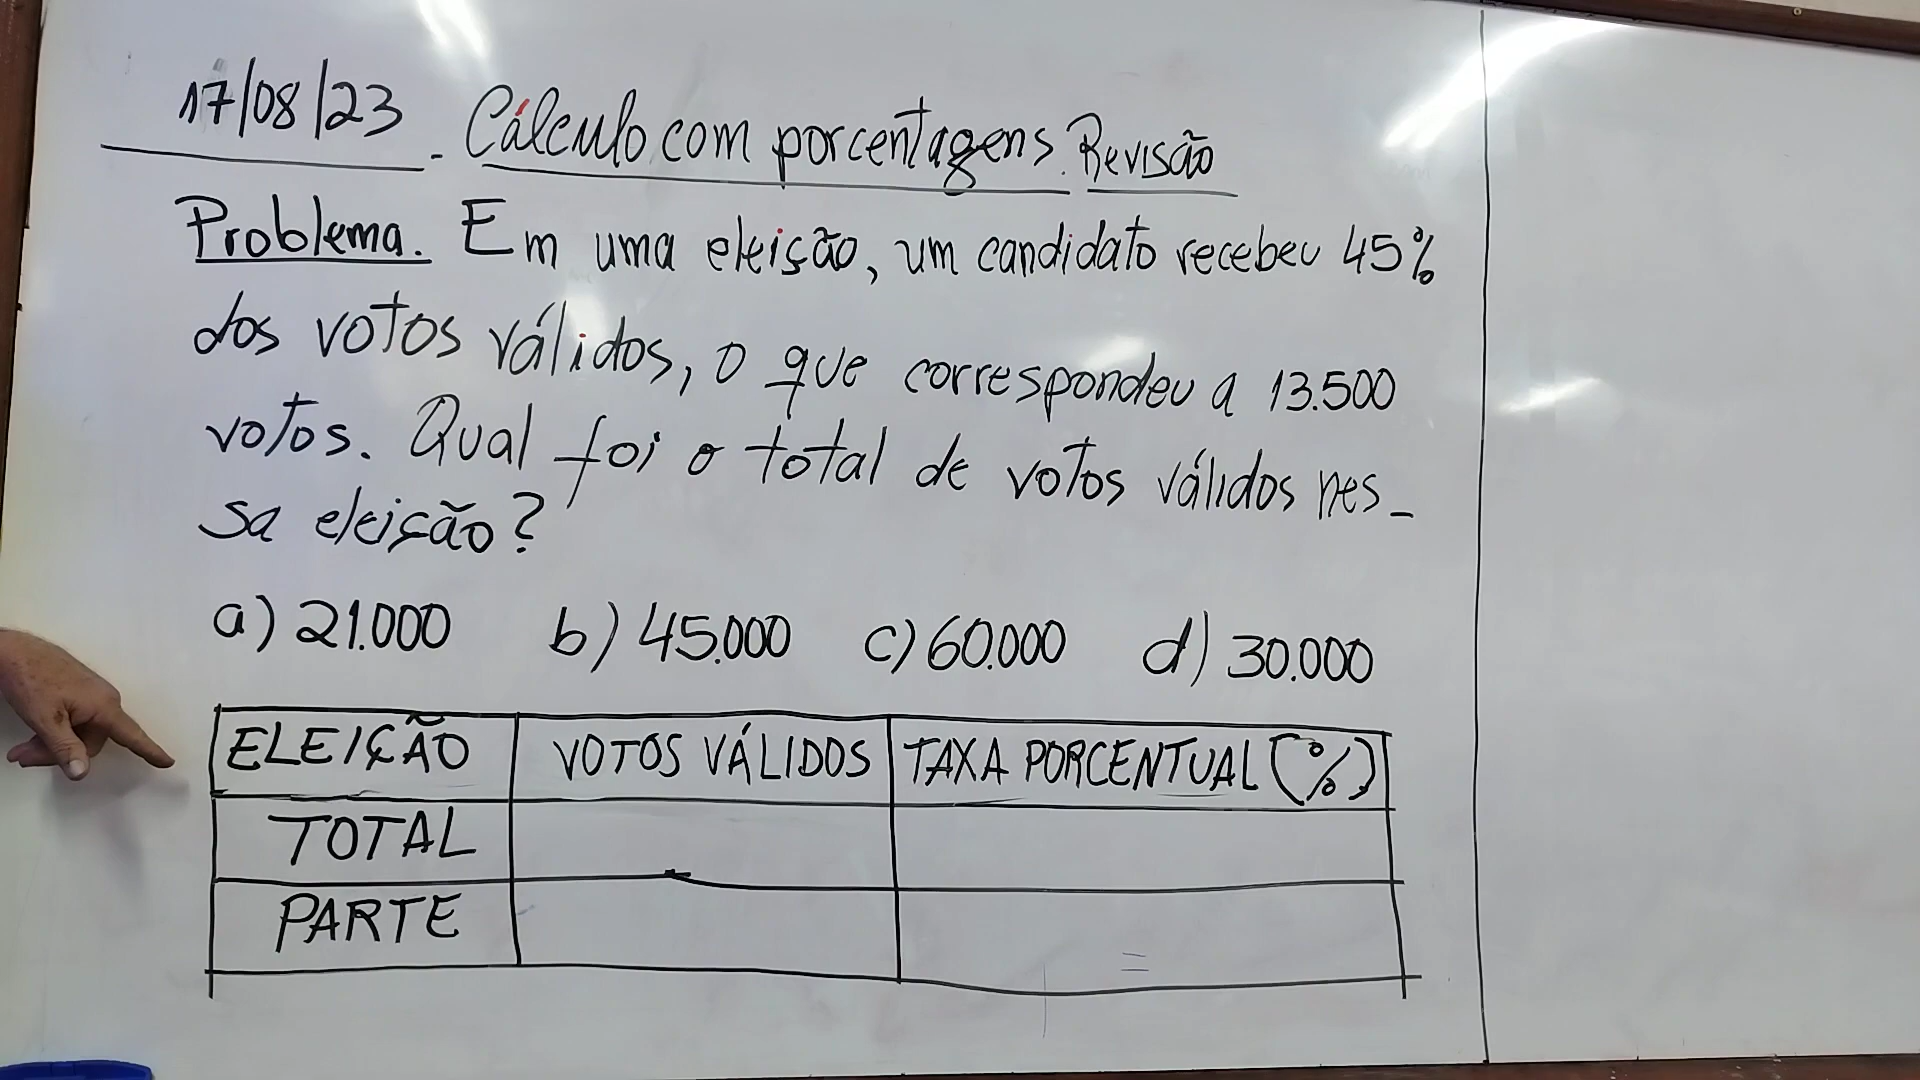 17/08/23 - Cálculo com porcentagens. Revisão
Problema. Em uma eleição, um candidato recebeu 45%
dos votos válidos, o que correspondeu a 13.500
votos. Qual foi o total de votos válidos nes-
sa eleição?
a) 21.000 b) 45.000 c) 60.000 d) 30.000
ELEIÇÃO VOTOS VÁLIDOS TAXA PORCENTUAL (%)
TOTAL
PARTE
=